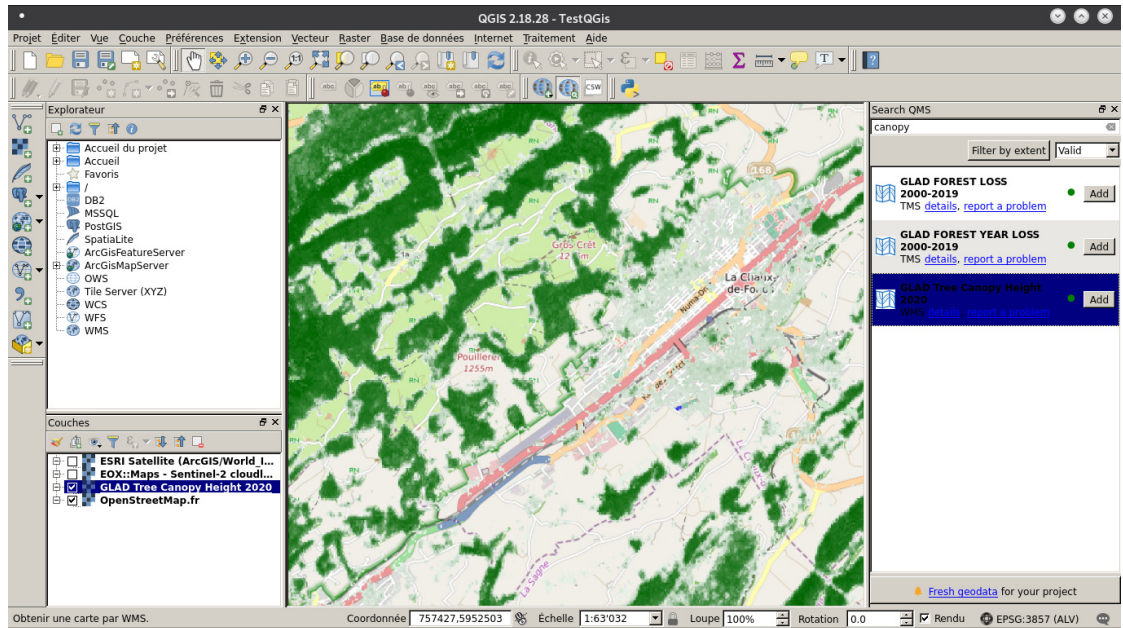 QGIS 2.18.28 - TestQGis
Projet Éditer Vue Couche Préférences Extension Vecteur Raster Base de données Internet Traitement Aide
abc abc CSW
Explorateur
Accueil du projet
Accueil
Favoris
/
DB2
MSSQL
PostGIS
SpatiaLite
ArcGisFeatureServer
ArcGisMapServer
OWS
Tile Server (XYZ)
WCS
WFS
WMS
Couches
ESRI Satellite (ArcGIS/World_I...
EOX::Maps - Sentinel-2 cloudl...
GLAD Tree Canopy Height 2020
OpenStreetMap.fr
RN
168
Gros Crêt
La Chaux-
de-Fonds
Pouillerel
1255m
La Sagne
Search QMS
canopy
Filter by extent Valid
GLAD FOREST LOSS
2000-2019
TMS details, report a problem
Add
GLAD FOREST YEAR LOSS
2000-2019
TMS details, report a problem
Add
GLAD Tree Canopy Height
2020
WMS details, report a problem
Add
Fresh geodata for your project
Obtenir une carte par WMS. Coordonnée 757427,5952503 Échelle 1:63'032 Loupe 100% Rotation 0.0 Rendu EPSG:3857 (ALV)